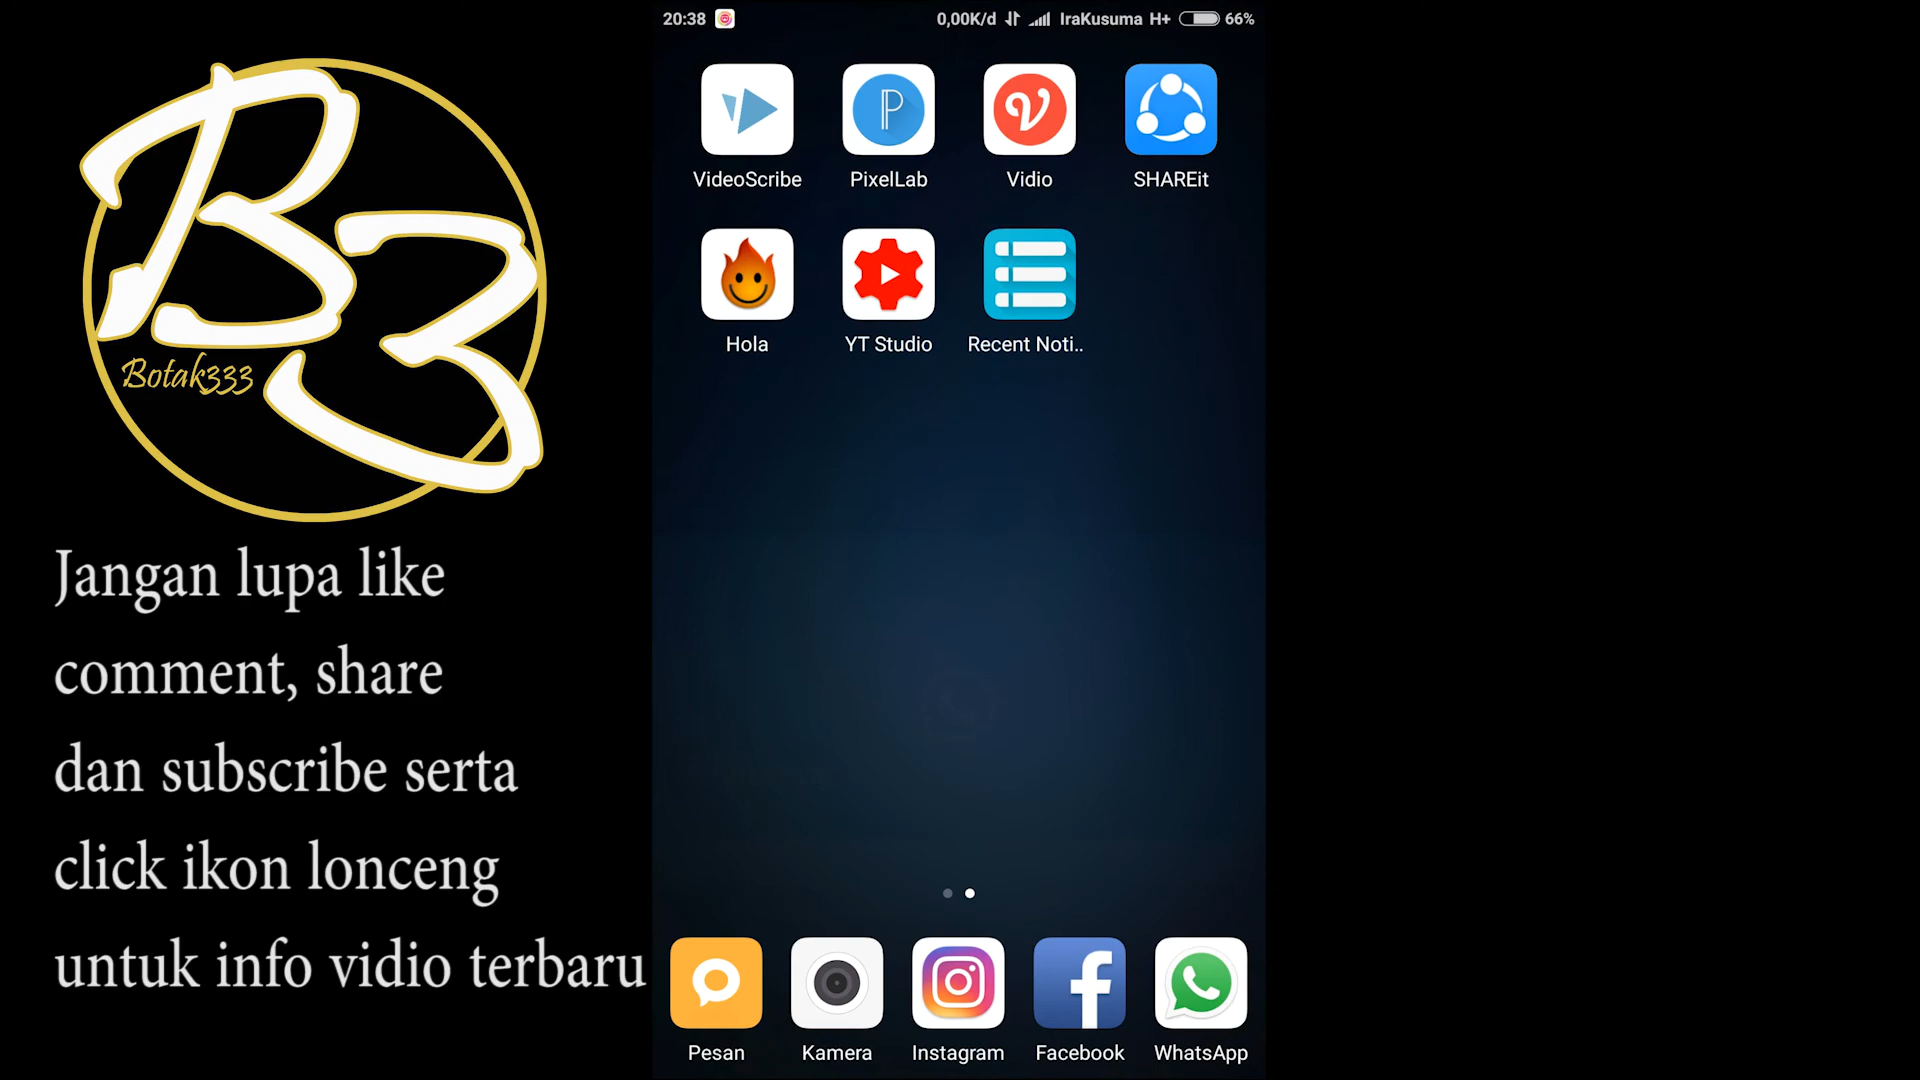 20:38 0,00K/d IraKusuma H+ 66%
VideoScribe PixelLab Vidio SHAREit
Hola YT Studio Recent Noti..
B3
Botak333
Jangan lupa like
comment, share
dan subscribe serta
click ikon lonceng
untuk info vidio terbaru
Pesan Kamera Instagram Facebook WhatsApp